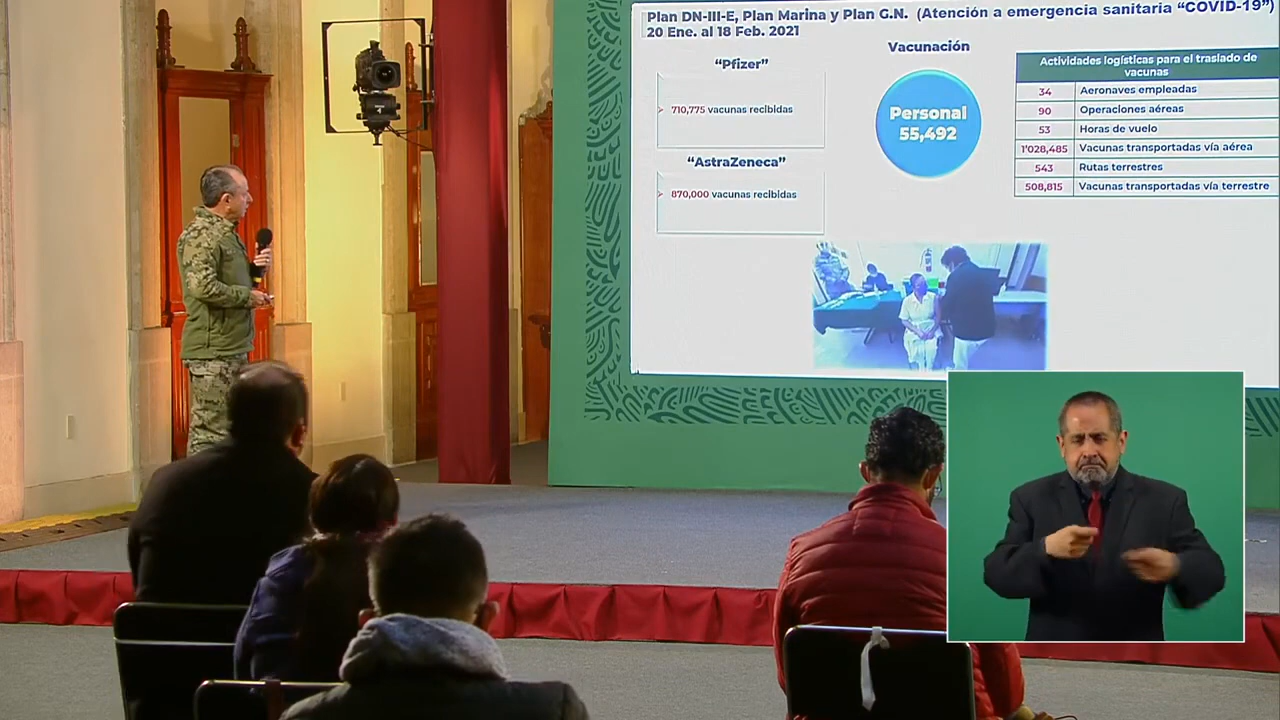 Plan DN-III-E, Plan Marina y Plan G.N. (Atención a emergencia sanitaria “COVID-19”)
20 Ene. al 18 Feb. 2021
“Pfizer”
710,775 vacunas recibidas
“AstraZeneca”
870,000 vacunas recibidas
Vacunación
Personal
55,492
Actividades logísticas para el traslado de
vacunas
34 Aeronaves empleadas
90 Operaciones aéreas
53 Horas de vuelo
1'028,485 Vacunas transportadas vía aérea
543 Rutas terrestres
508,815 Vacunas transportadas vía terrestre